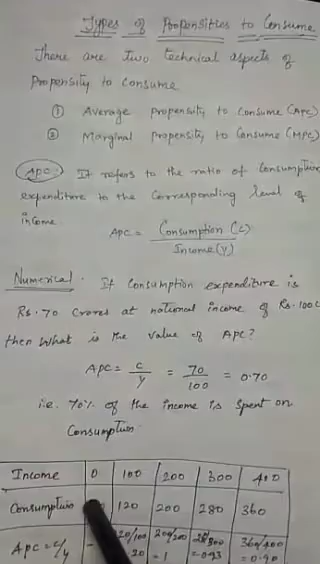 Types of Propensities to Consume
There are two technical aspects of
Propensity to consume
① Average propensity to Consume (APC)
② Marginal propensity to Consume (MPC)
APC: It refers to the ratio of Consumption
expenditure to the Corresponding level of
income
APC = Consumption (C)
Income (Y)
Numerical. If Consumption expenditure is
Rs. 70 Crores at national income of Rs. 100 C
then What is the value of APC?
APC = C/Y = 70/100 = 0.70
i.e. 70% of the income is Spent on
Consumption
Income 0 100 200 300 400
Consumption 120 200 280 360
APC = C/Y - 200/200 = 1 = 0.93 360/400 = 0.90